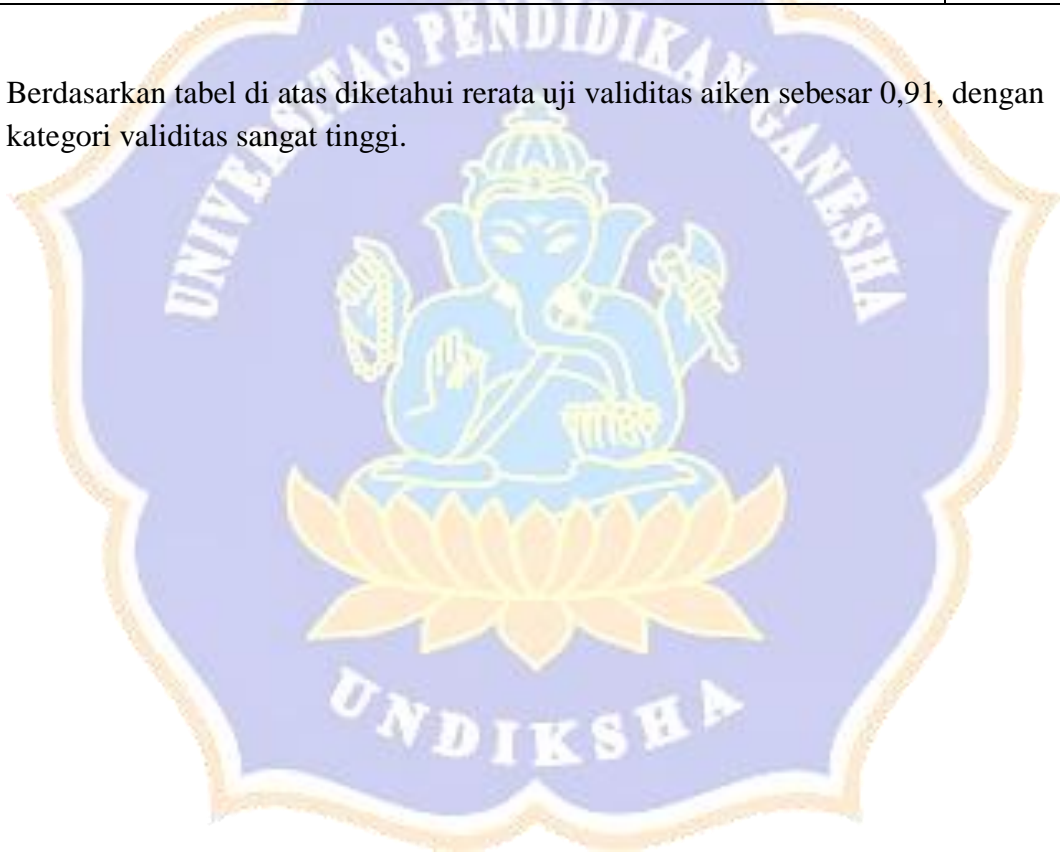 UNIVERSITAS PENDIDIKAN GANESHA
Berdasarkan tabel di atas diketahui rerata uji validitas aiken sebesar 0,91, dengan
kategori validitas sangat tinggi.
UNDIKSHA